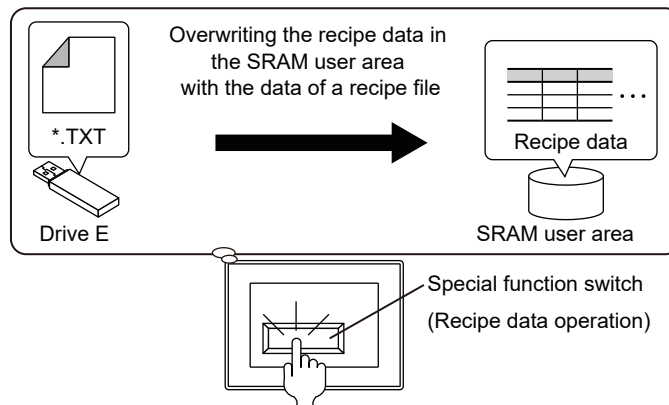 Overwriting the recipe data in
the SRAM user area
with the data of a recipe file
*.TXT
Recipe data
Drive E
SRAM user area
Special function switch
(Recipe data operation)